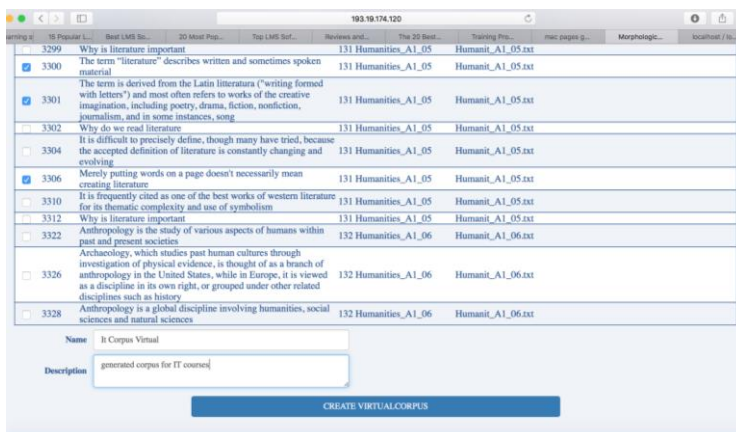 193.19.174.120
arning sy 15 Popular L... Best LMS So... 20 Most Pop... Top LMS Sof... Reviews and... The 20 Best... Training Pro... mac pages g... Morphologic... localhost / lo...
3299 Why is literature important 131 Humanities_A1_05 Humanit_A1_05.txt
3300 The term "literature" describes written and sometimes spoken
material 131 Humanities_A1_05 Humanit_A1_05.txt
The term is derived from the Latin litteratura ("writing formed
with letters") and most often refers to works of the creative
3301 imagination, including poetry, drama, fiction, nonfiction, 131 Humanities_A1_05 Humanit_A1_05.txt
journalism, and in some instances, song
3302 Why do we read literature 131 Humanities_A1_05 Humanit_A1_05.txt
It is difficult to precisely define, though many have tried, because
3304 the accepted definition of literature is constantly changing and 131 Humanities_A1_05 Humanit_A1_05.txt
evolving
3306 Merely putting words on a page doesn't necessarily mean
creating literature 131 Humanities_A1_05 Humanit_A1_05.txt
3310 It is frequently cited as one of the best works of western literature
for its thematic complexity and use of symbolism 131 Humanities_A1_05 Humanit_A1_05.txt
3312 Why is literature important 131 Humanities_A1_05 Humanit_A1_05.txt
3322 Anthropology is the study of various aspects of humans within
past and present societies 132 Humanities_A1_06 Humanit_A1_06.txt
Archaeology, which studies past human cultures through
investigation of physical evidence, is thought of as a branch of
3326 anthropology in the United States, while in Europe, it is viewed 132 Humanities_A1_06 Humanit_A1_06.txt
as a discipline in its own right, or grouped under other related
disciplines such as history
3328 Anthropology is a global discipline involving humanities, social
sciences and natural sciences 132 Humanities_A1_06 Humanit_A1_06.txt
Name It Corpus Virtual
Description generated corpus for IT courses
CREATE VIRTUALCORPUS